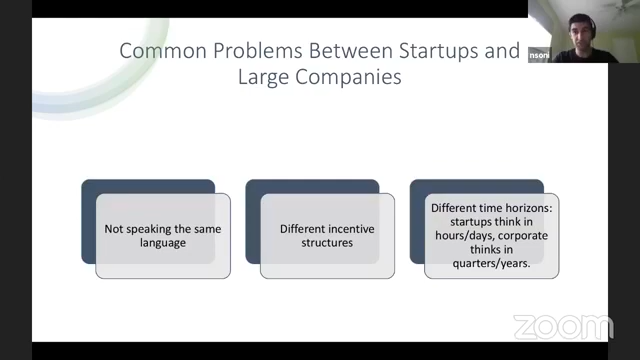 Common Problems Between Startups and
Large Companies
nsoni
Not speaking the same
language
Different incentive
structures
Different time horizons:
startups think in
hours/days, corporate
thinks in
quarters/years.
zoom